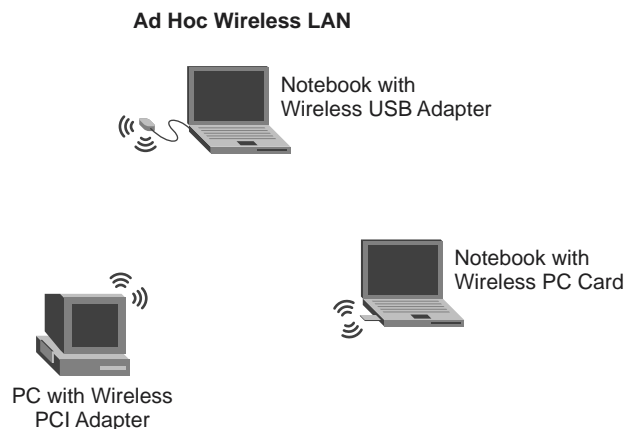 Ad Hoc Wireless LAN
Notebook with
Wireless USB Adapter
Notebook with
Wireless PC Card
PC with Wireless
PCI Adapter